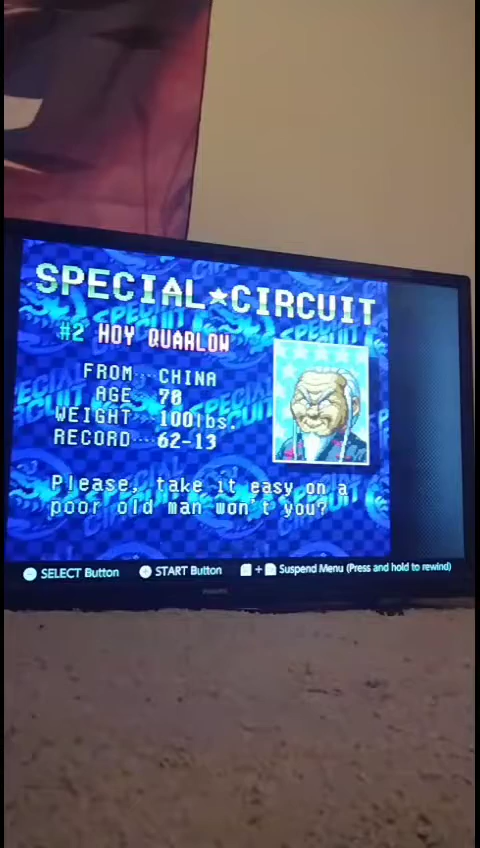 SPECIAL★CIRCUIT
#2 HOY QUARLOW
FROM… CHINA
AGE… 78
WEIGHT… 100lbs.
RECORD… 62-13
Please, take it easy on a
poor old man won't you?
SELECT Button
START Button
+
Suspend Menu (Press and hold to rewind)
PHILIPS